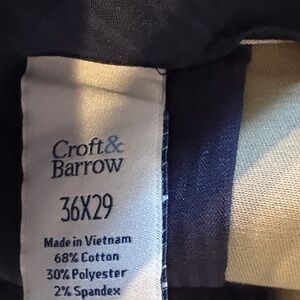 Croft&
Barrow
36X29
Made in Vietnam
68% Cotton
30% Polyester
2% Spandex